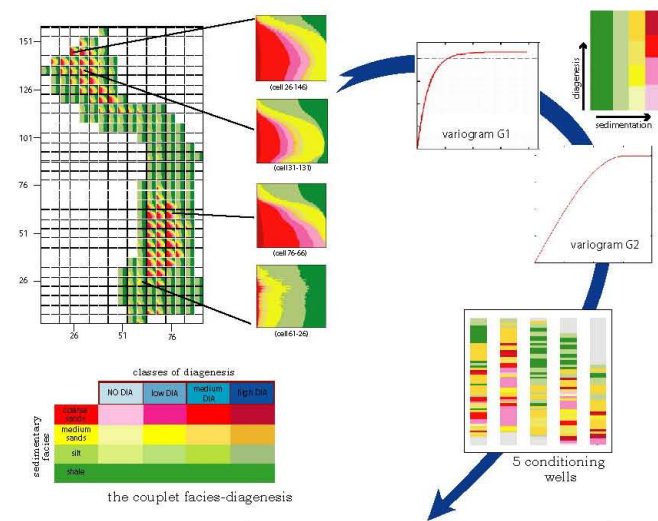 151
126
101
76
51
26
26
51
76
(cell 26-146)
(cell 31-131)
(cell 76-66)
(cell 61-26)
variogram G1
diagenesis
sedimentation
variogram G2
5 conditioning
wells
classes of diagenesis
NO DIA
low DIA
medium
DIA
high DIA
sedimentary
facies
coarse
sands
medium
sands
silt
shale
the couplet facies-diagenesis